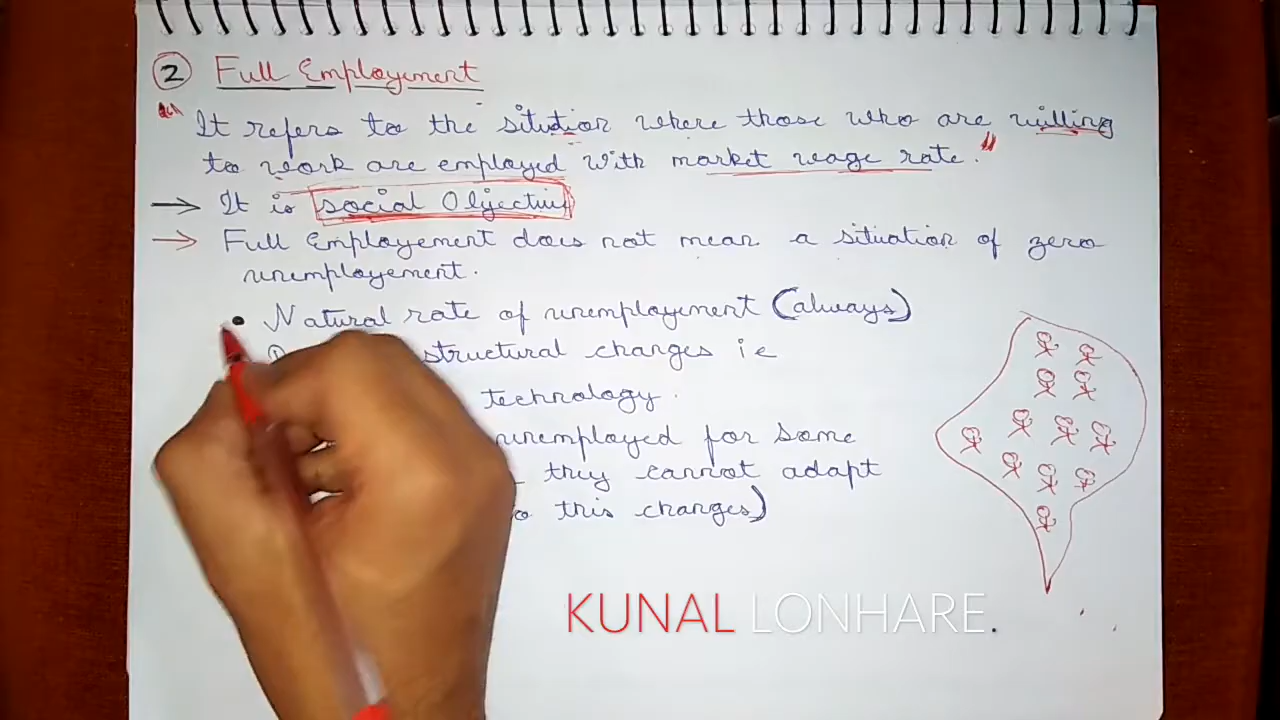 2 Full Employement
"It refers to the situation where those who are willing
to work are employed with market wage rate."
→ It is social Objective
→ Full Employement does not mean a situation of zero
unemployement.
• Natural rate of unemployement (always)
structural changes ie
technology.
unemployed for some
they cannot adapt
this changes)
KUNAL LONHARE.